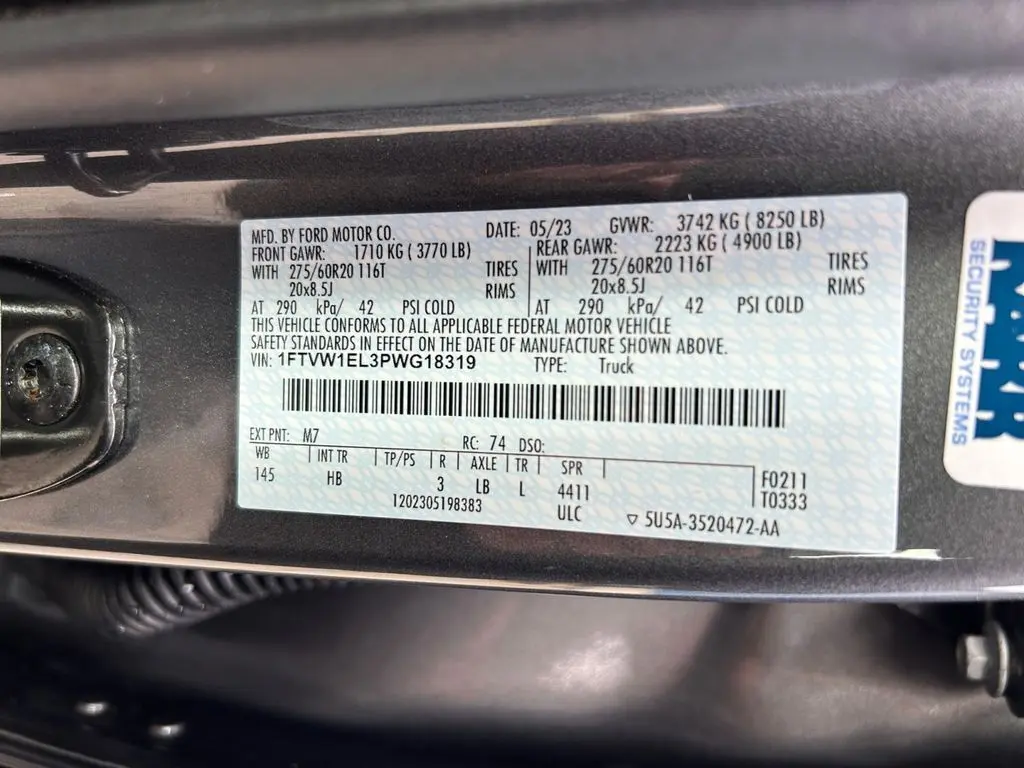 MFD. BY FORD MOTOR CO. DATE: 05/23 GVWR: 3742 KG ( 8250 LB)
FRONT GAWR: 1710 KG ( 3770 LB) REAR GAWR: 2223 KG ( 4900 LB)
WITH 275/60R20 116T TIRES WITH 275/60R20 116T TIRES
20x8.5J RIMS 20x8.5J RIMS
AT 290 kPa/ 42 PSI COLD AT 290 kPa/ 42 PSI COLD
THIS VEHICLE CONFORMS TO ALL APPLICABLE FEDERAL MOTOR VEHICLE
SAFETY STANDARDS IN EFFECT ON THE DATE OF MANUFACTURE SHOWN ABOVE.
VIN: 1FTVW1EL3PWG18319 TYPE: Truck
EXT PNT: M7 RC: 74 DSO:
WB INT TR TP/PS R AXLE TR SPR F0211
145 HB 3 LB L 4411 T0333
1202305198383 ULC ▽ 5U5A-3520472-AA
SECURITY SYSTEMS